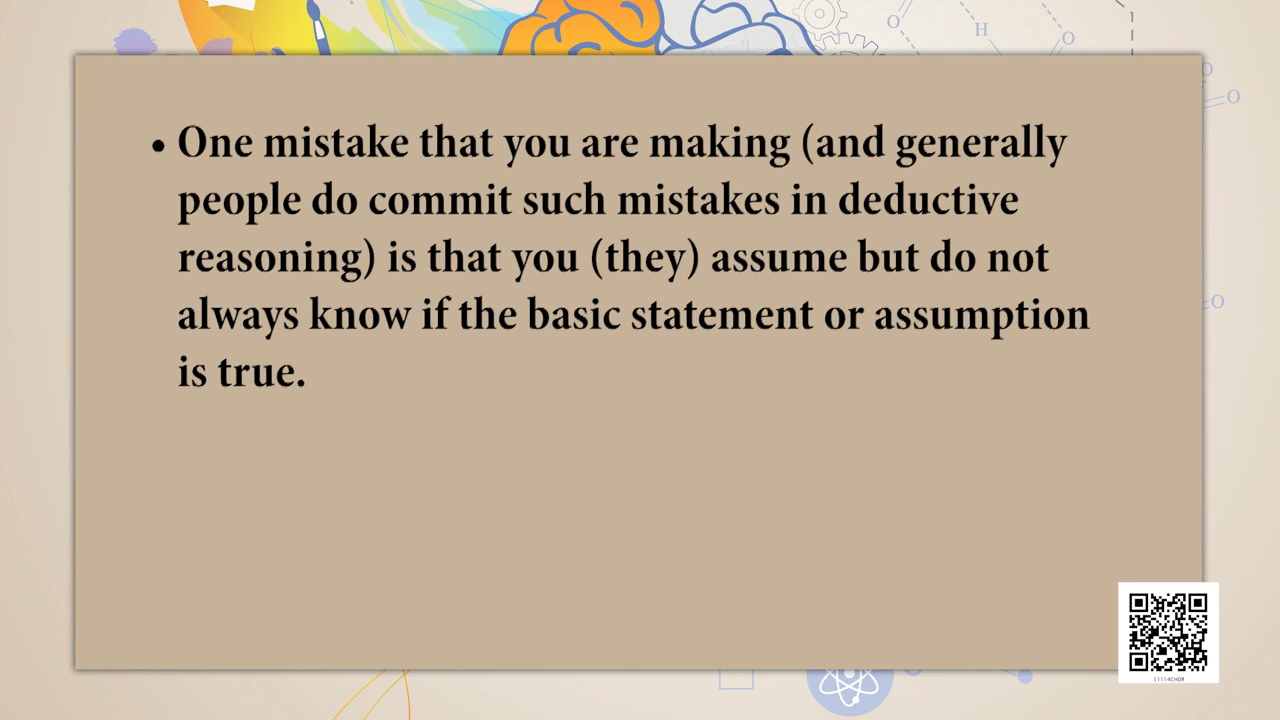 O
H
O
O
O
• One mistake that you are making (and generally
people do commit such mistakes in deductive
reasoning) is that you (they) assume but do not
always know if the basic statement or assumption
is true.
O
11114CH08